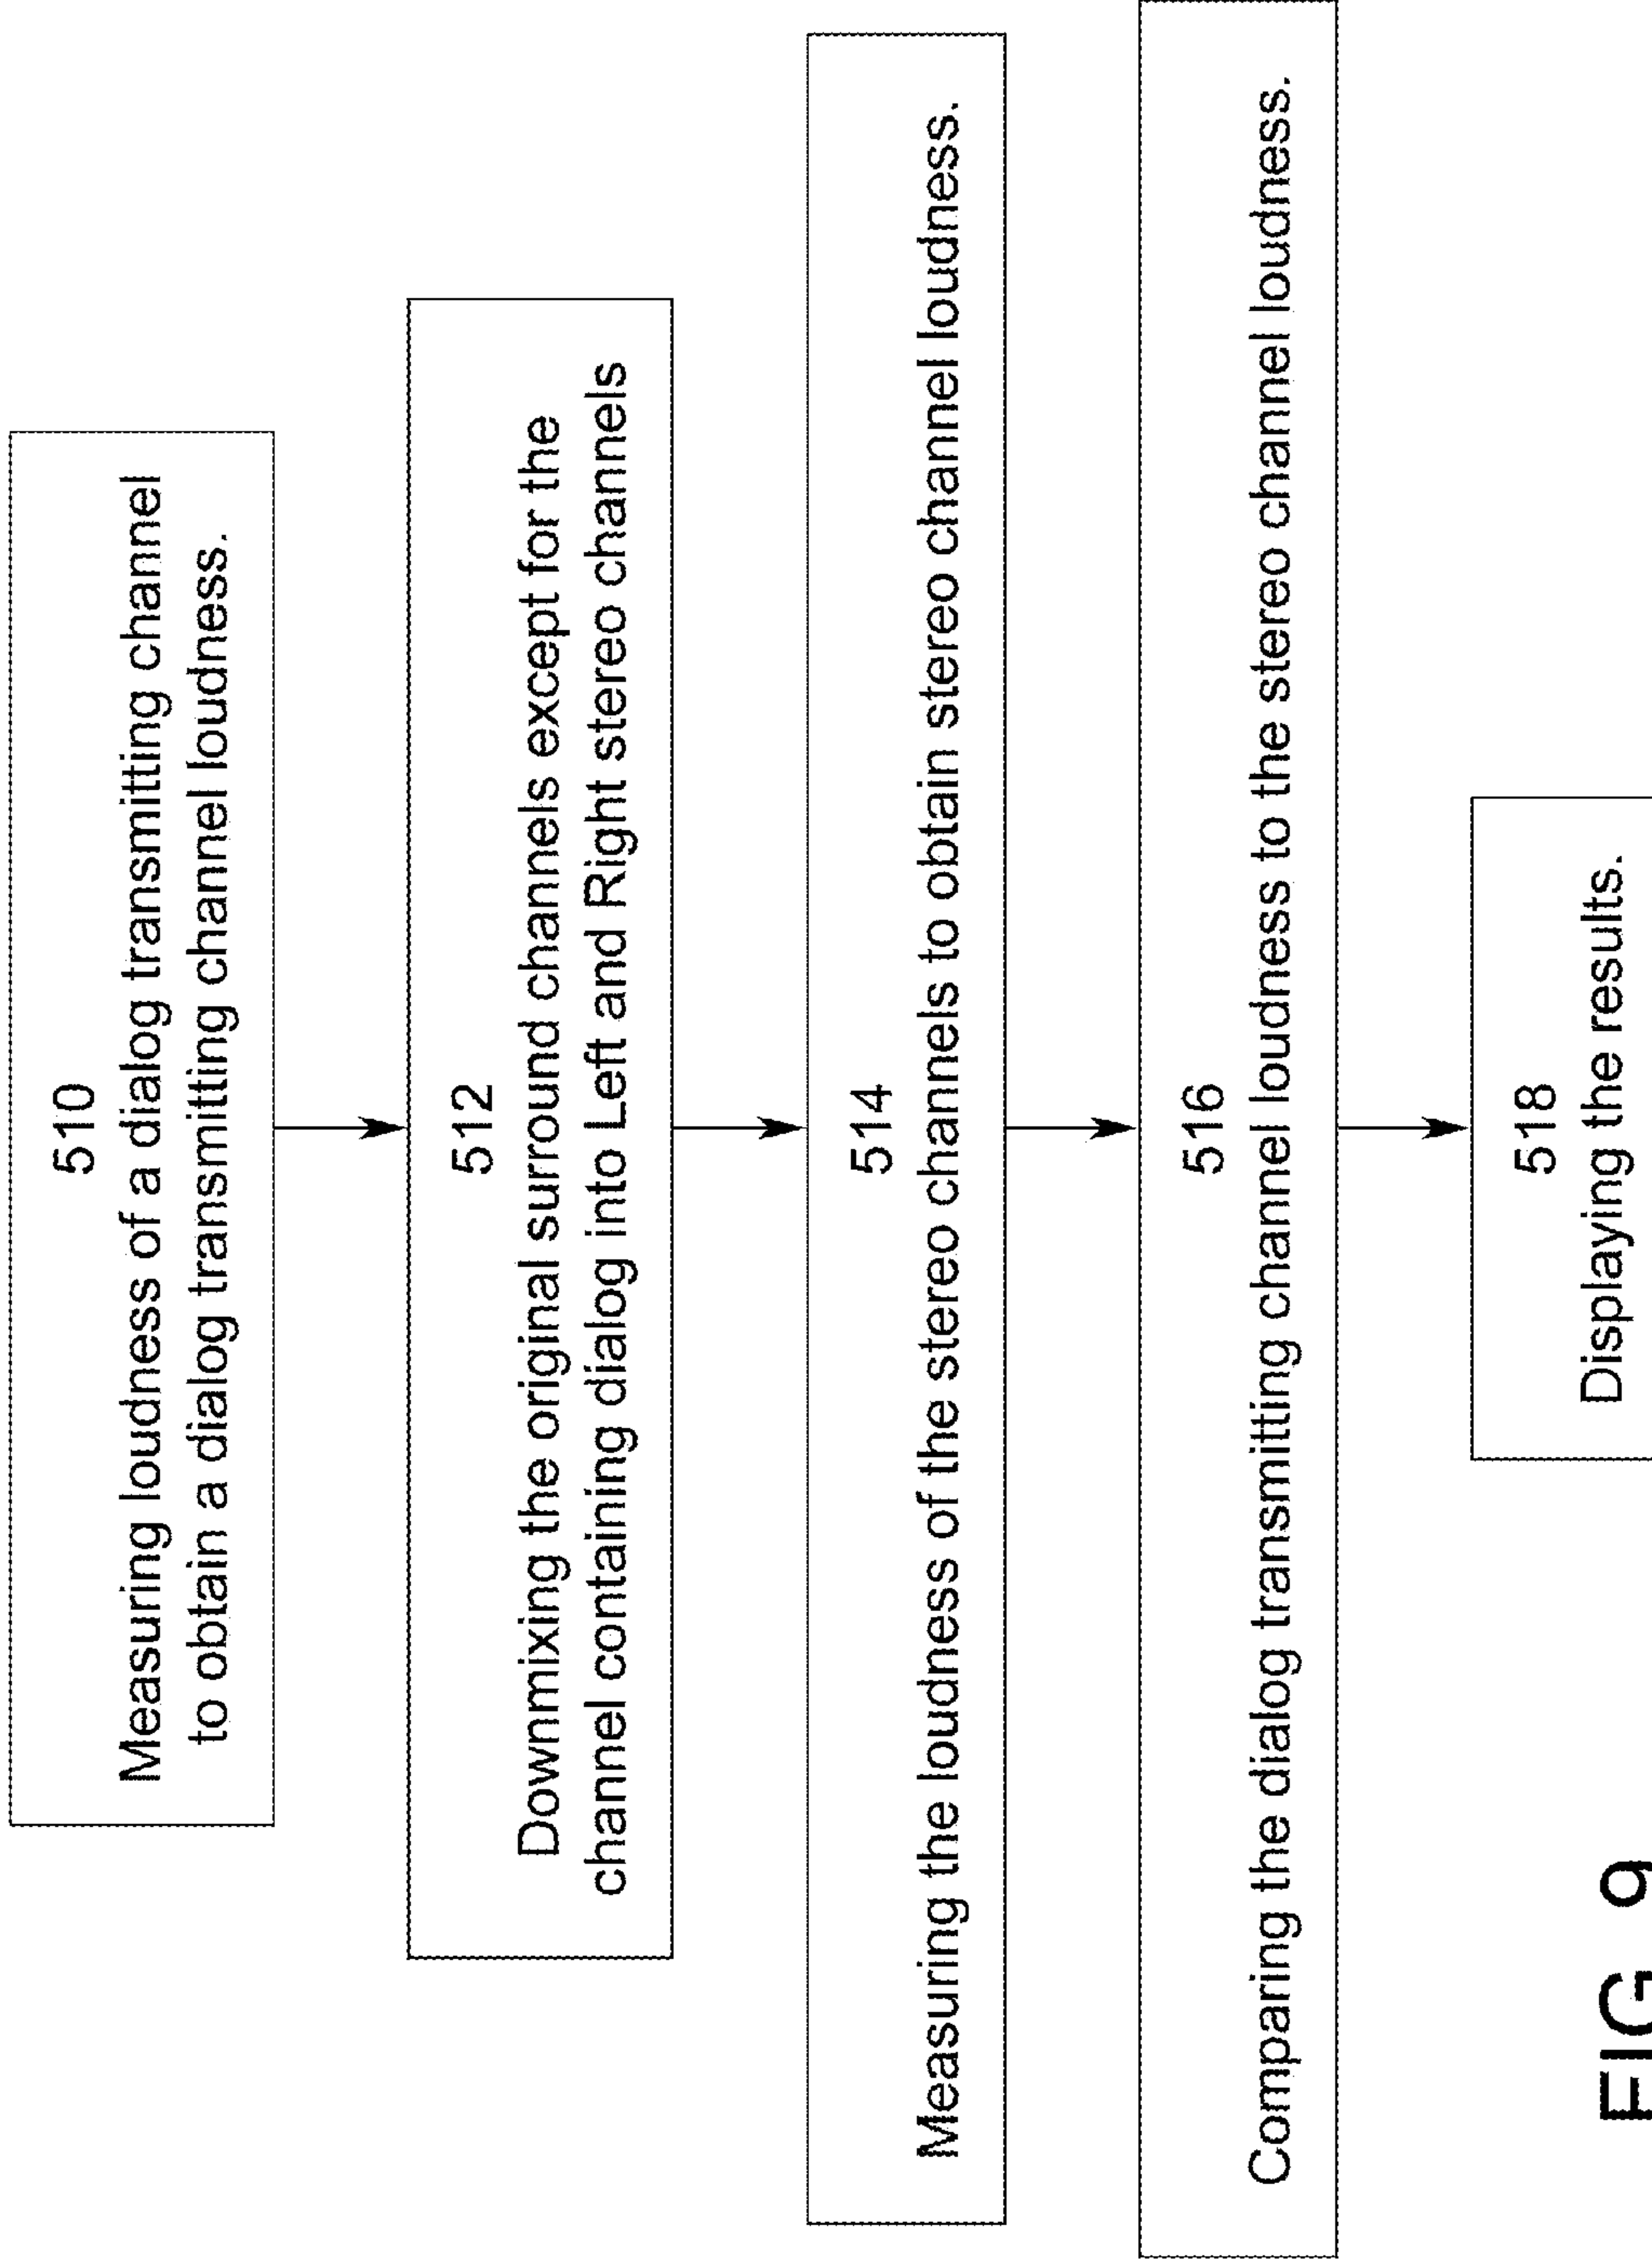 510
Measuring loudness of a dialog transmitting channel
to obtain a dialog transmitting channel loudness.
512
Downmixing the original surround channels except for the
channel containing dialog into Left and Right stereo channels
514
Measuring the loudness of the stereo channels to obtain stereo channel loudness.
516
Comparing the dialog transmitting channel loudness to the stereo channel loudness.
518
Displaying the results.
FIG 9